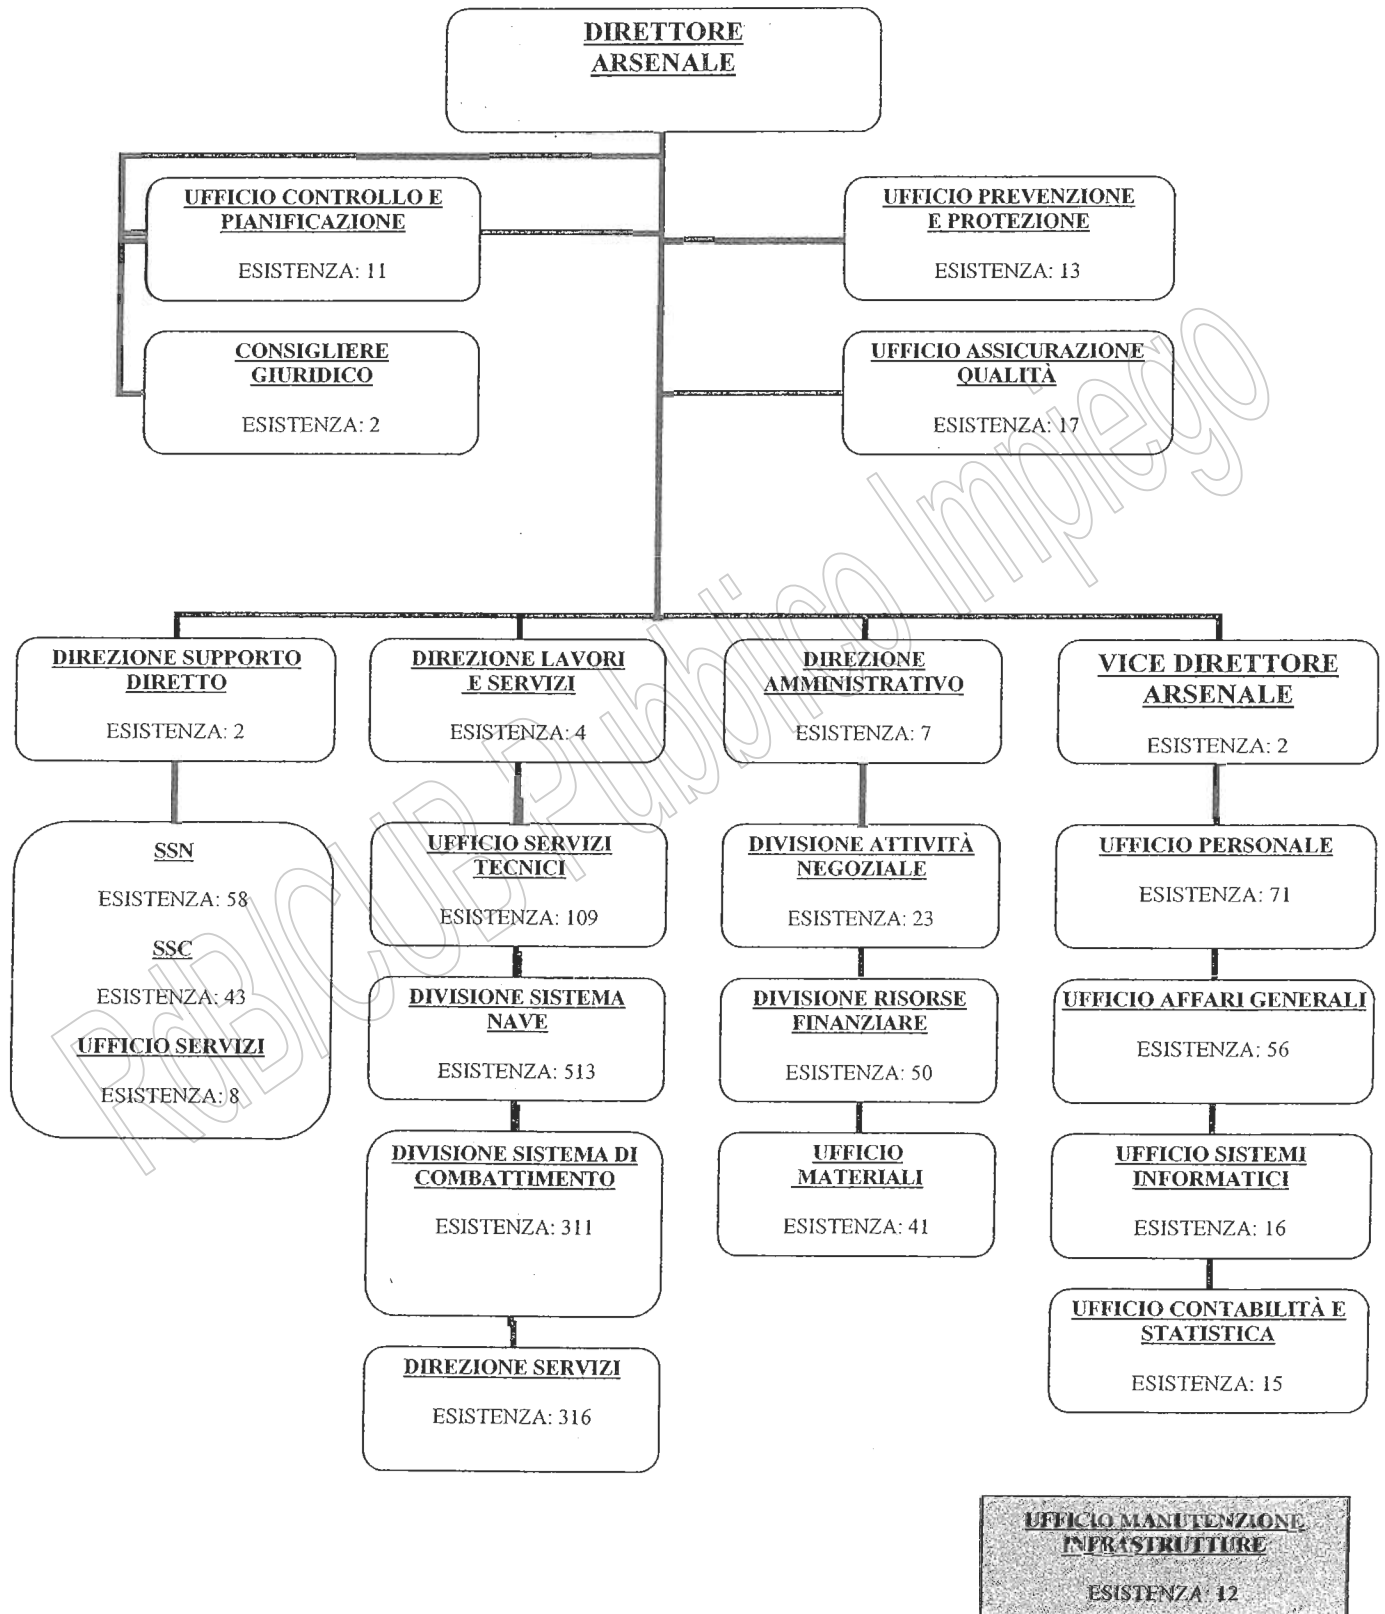 DIRETTORE
ARSENALE
UFFICIO CONTROLLO E
PIANIFICAZIONE
ESISTENZA: 11
UFFICIO PREVENZIONE
E PROTEZIONE
ESISTENZA: 13
CONSIGLIERE
GIURIDICO
ESISTENZA: 2
UFFICIO ASSICURAZIONE
QUALITÀ
ESISTENZA: 17
DIREZIONE SUPPORTO
DIRETTO
ESISTENZA: 2
DIREZIONE LAVORI
E SERVIZI
ESISTENZA: 4
DIREZIONE
AMMINISTRATIVO
ESISTENZA: 7
VICE DIRETTORE
ARSENALE
ESISTENZA: 2
SSN
ESISTENZA: 58
SSC
ESISTENZA: 43
UFFICIO SERVIZI
ESISTENZA: 8
UFFICIO SERVIZI
TECNICI
ESISTENZA: 109
DIVISIONE SISTEMA
NAVE
ESISTENZA: 513
DIVISIONE SISTEMA DI
COMBATTIMENTO
ESISTENZA: 311
DIREZIONE SERVIZI
ESISTENZA: 316
DIVISIONE ATTIVITÀ
NEGOZIALE
ESISTENZA: 23
DIVISIONE RISORSE
FINANZIARE
ESISTENZA: 50
UFFICIO
MATERIALI
ESISTENZA: 41
UFFICIO PERSONALE
ESISTENZA: 71
UFFICIO AFFARI GENERALI
ESISTENZA: 56
UFFICIO SISTEMI
INFORMATICI
ESISTENZA: 16
UFFICIO CONTABILITÀ E
STATISTICA
ESISTENZA: 15
UFFICIO MANUTENZIONE
INFRASTRUTTURE
ESISTENZA: 12
RdB/CUB Pubblico Impiego